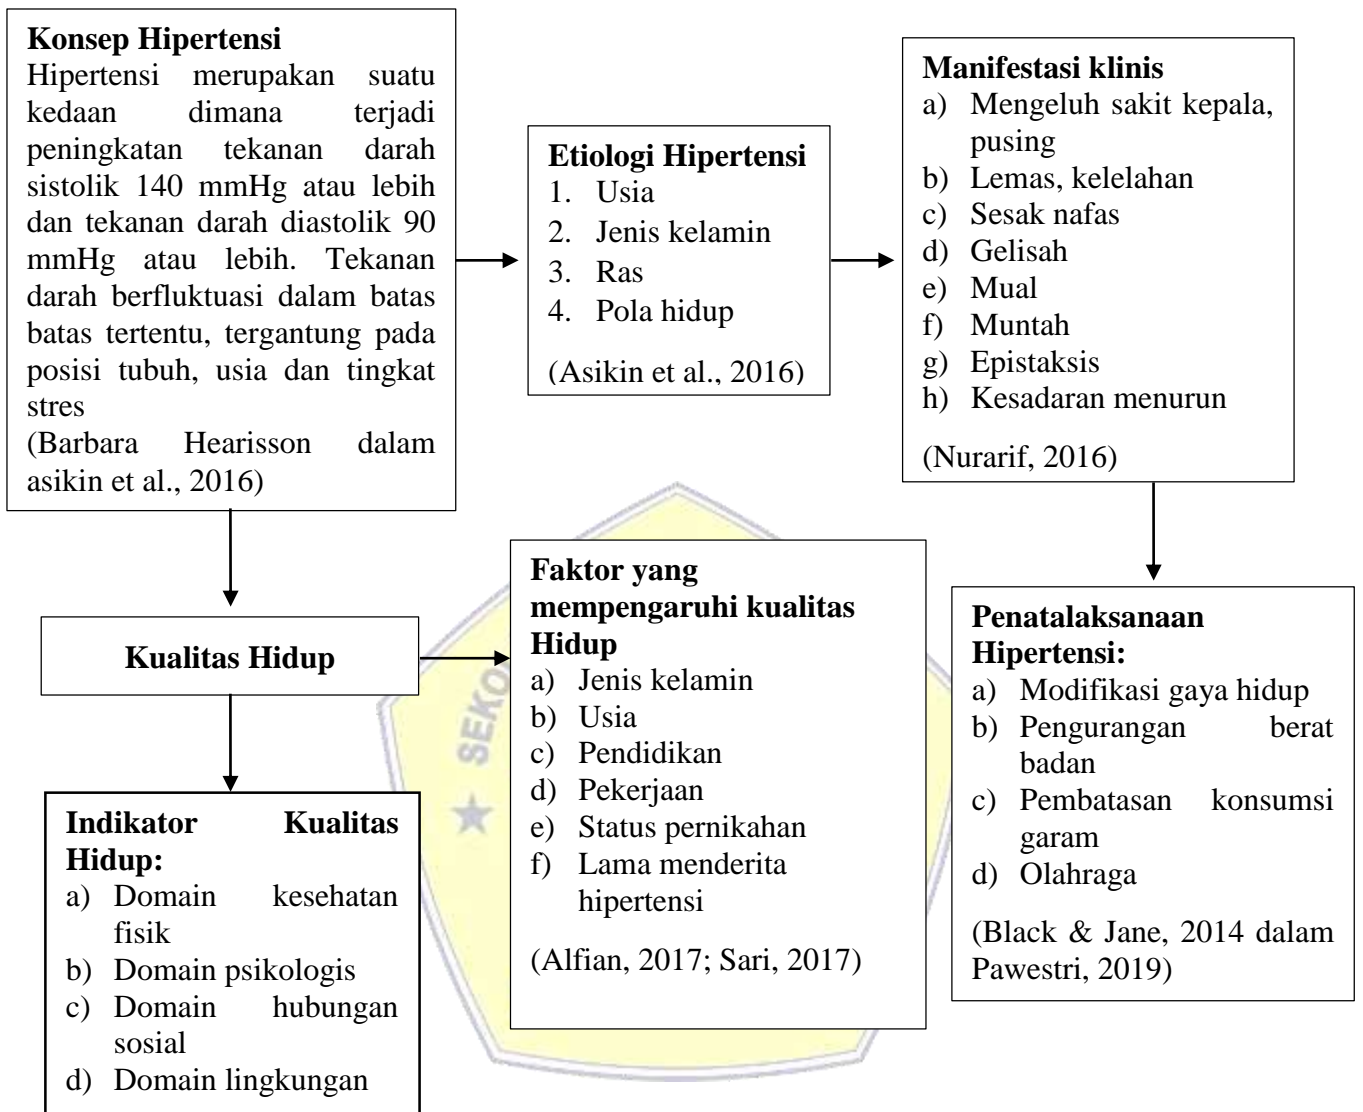 Konsep Hipertensi
Hipertensi merupakan suatu
kedaan dimana terjadi
peningkatan tekanan darah
sistolik 140 mmHg atau lebih
dan tekanan darah diastolik 90
mmHg atau lebih. Tekanan
darah berfluktuasi dalam batas
batas tertentu, tergantung pada
posisi tubuh, usia dan tingkat
stres
(Barbara Hearisson dalam
asikin et al., 2016)
Etiologi Hipertensi
1. Usia
2. Jenis kelamin
3. Ras
4. Pola hidup
(Asikin et al., 2016)
Manifestasi klinis
a) Mengeluh sakit kepala,
pusing
b) Lemas, kelelahan
c) Sesak nafas
d) Gelisah
e) Mual
f) Muntah
g) Epistaksis
h) Kesadaran menurun
(Nurarif, 2016)
Kualitas Hidup
Faktor yang
mempengaruhi kualitas
Hidup
a) Jenis kelamin
b) Usia
c) Pendidikan
d) Pekerjaan
e) Status pernikahan
f) Lama menderita
hipertensi
(Alfian, 2017; Sari, 2017)
Penatalaksanaan
Hipertensi:
a) Modifikasi gaya hidup
b) Pengurangan berat
badan
c) Pembatasan konsumsi
garam
d) Olahraga
(Black & Jane, 2014 dalam
Pawestri, 2019)
Indikator Kualitas
Hidup:
a) Domain kesehatan
fisik
b) Domain psikologis
c) Domain hubungan
sosial
d) Domain lingkungan
SEKO